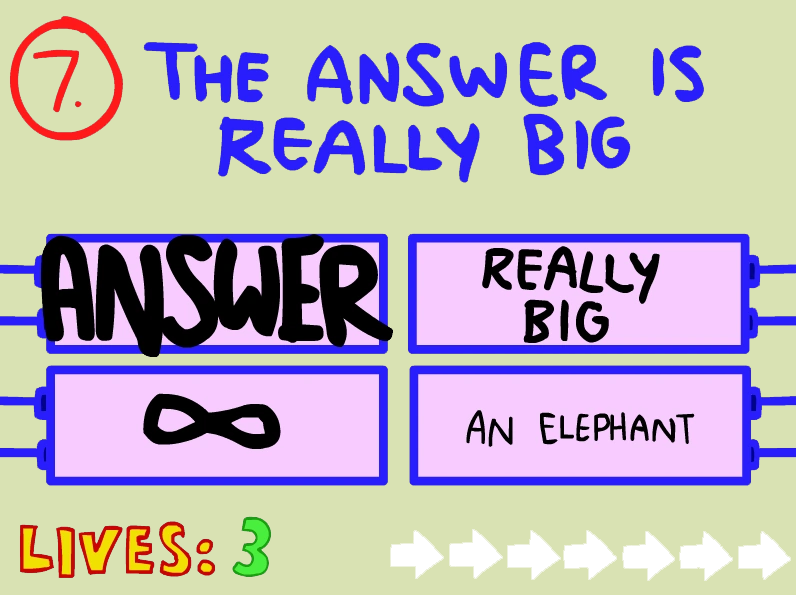 7. THE ANSWER IS
REALLY BIG
ANSWER
REALLY
BIG
∞
AN ELEPHANT
LIVES: 3